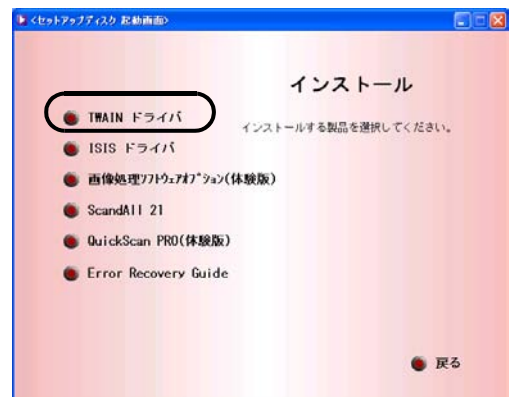 <セットアップディスク 起動画面>
インストール
インストールする製品を選択してください。
TWAIN ドライバ
ISIS ドライバ
画像処理ソフトウェアオプション(体験版)
ScandAll 21
QuickScan PRO(体験版)
Error Recovery Guide
戻る